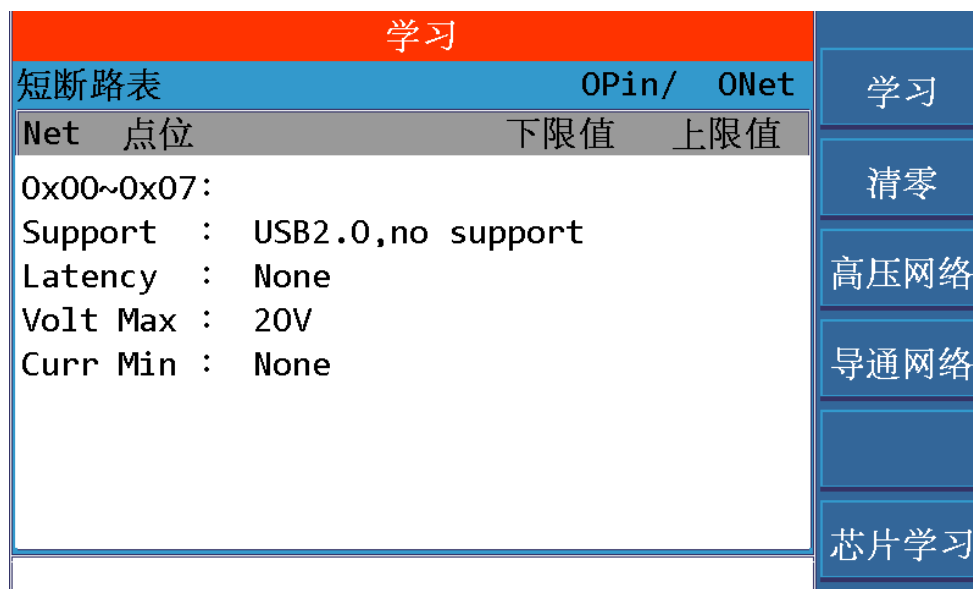 学习
短断路表 0Pin/ 0Net
Net 点位 下限值 上限值
0x00~0x07:
Support : USB2.0,no support
Latency : None
Volt Max : 20V
Curr Min : None
学习
清零
高压网络
导通网络
芯片学习